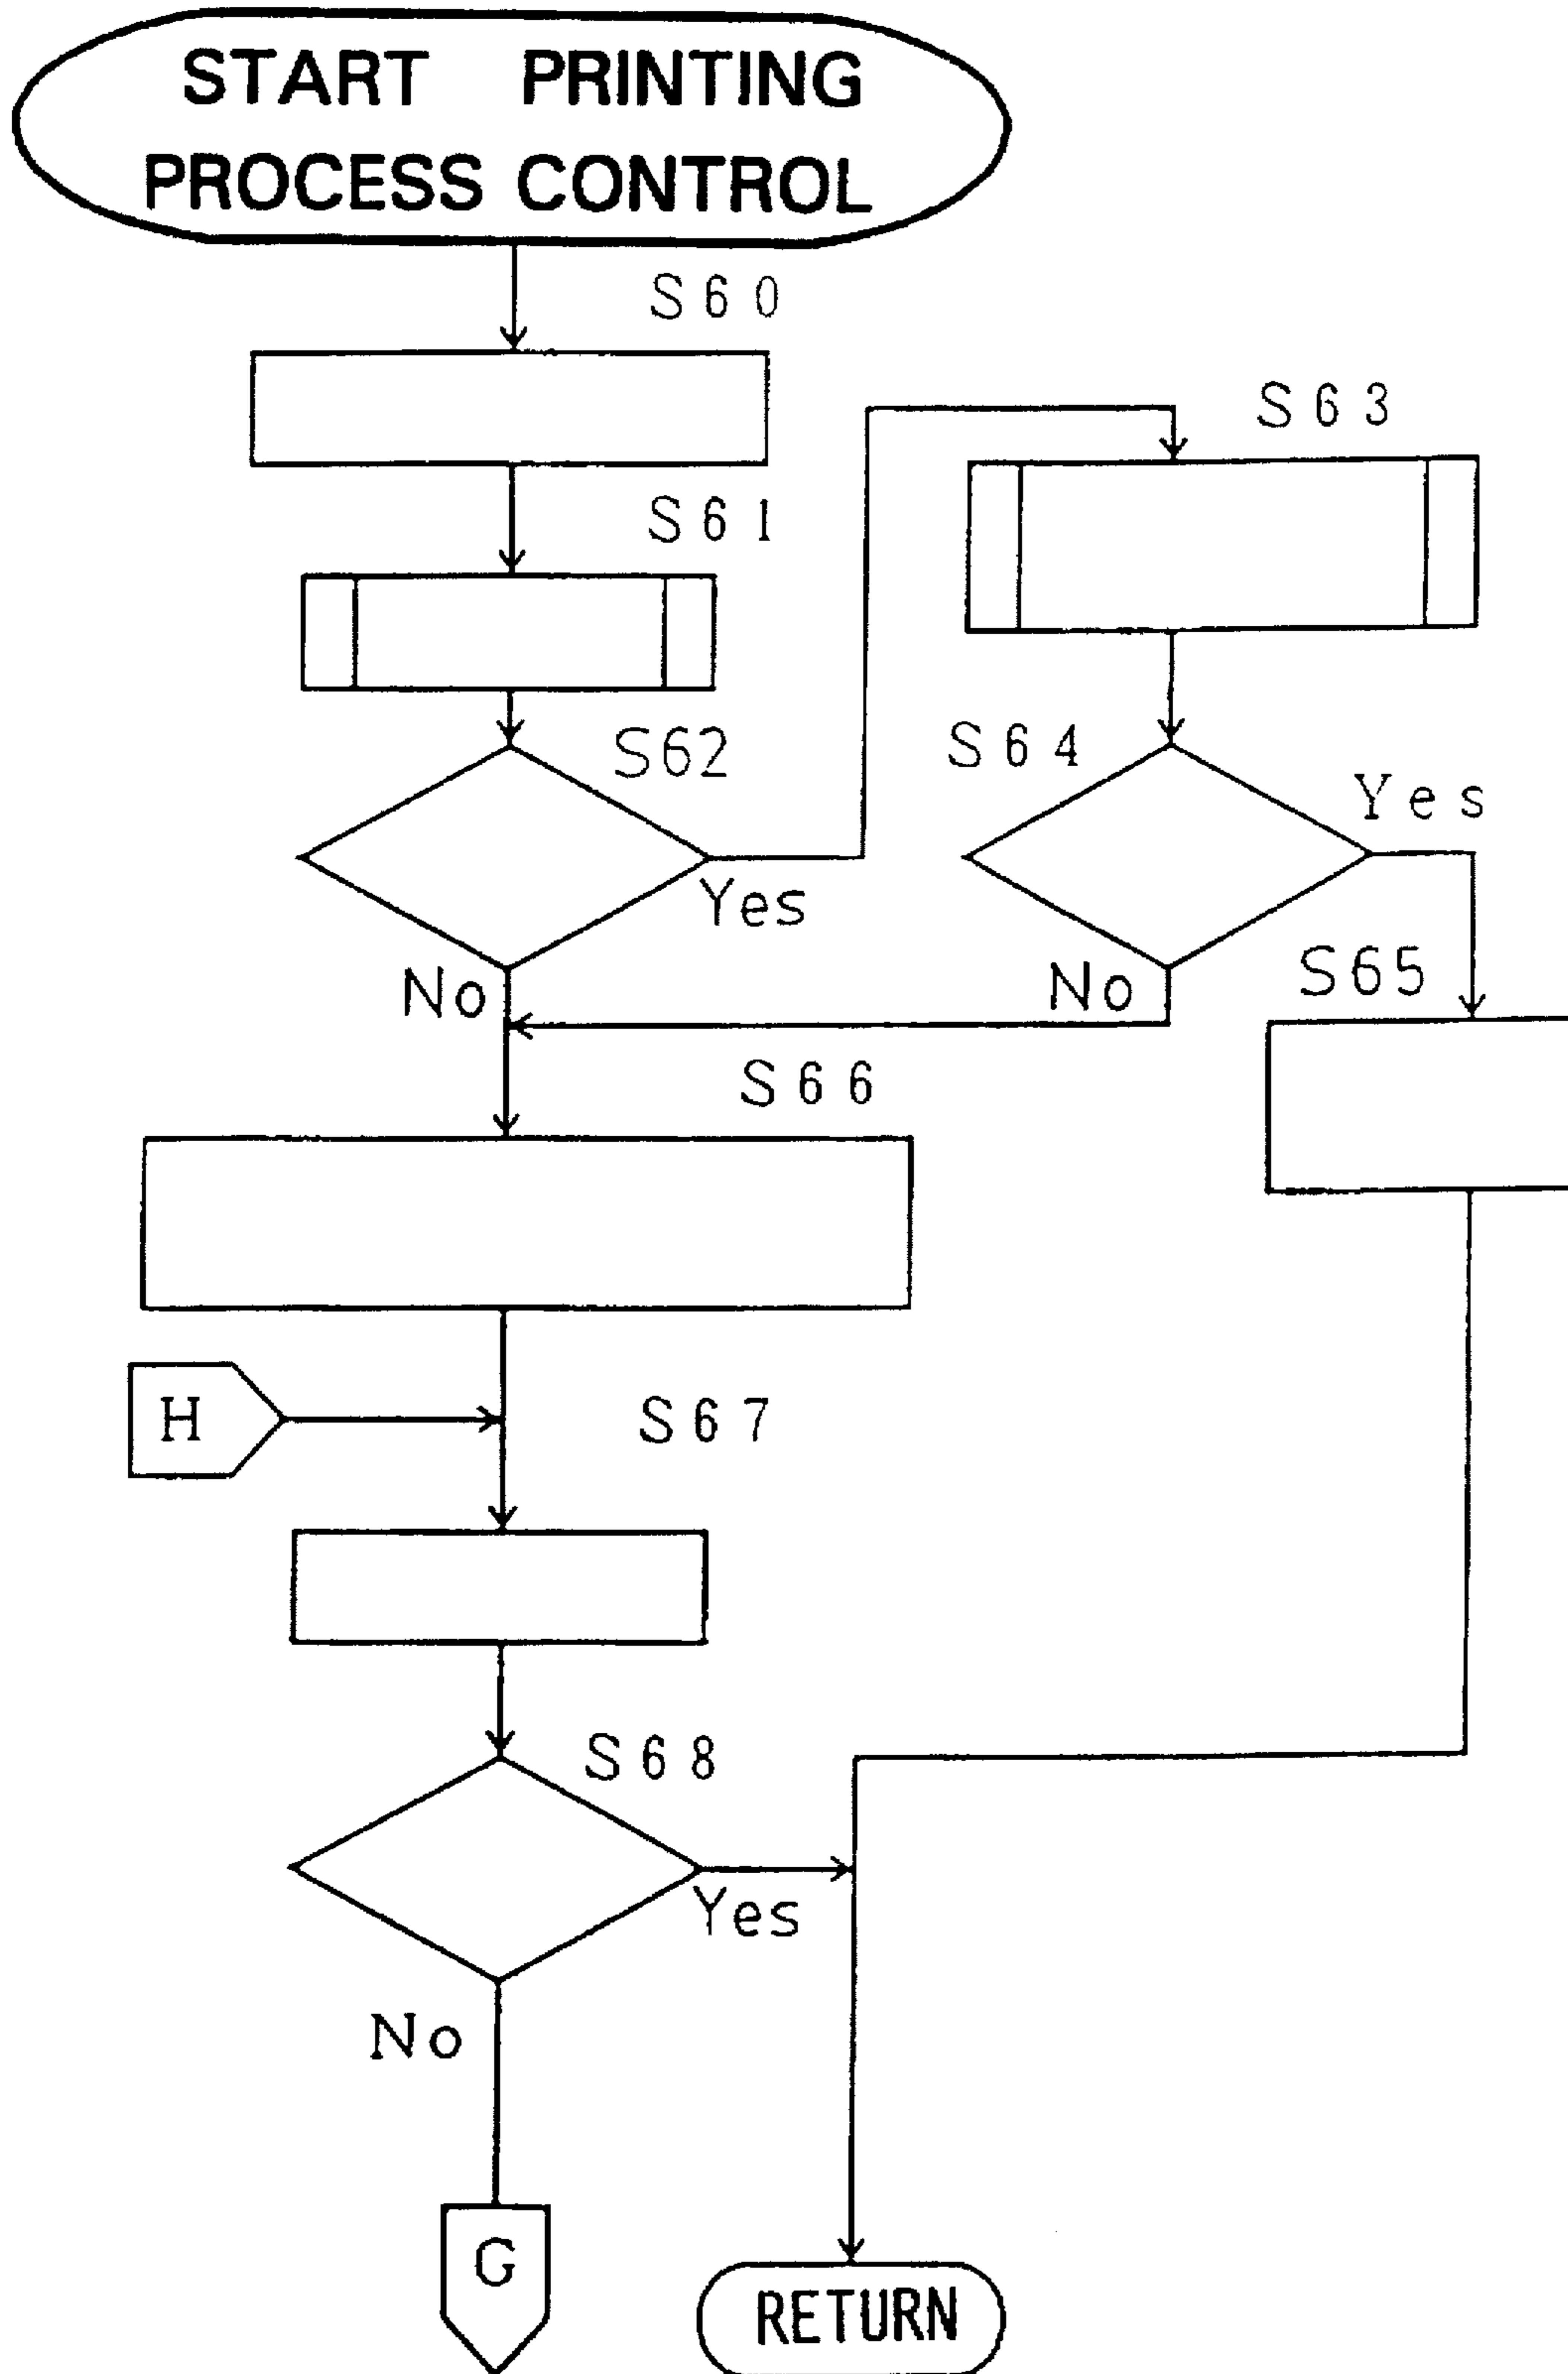 START PRINTING
PROCESS CONTROL
S60
S63
S61
S62
S64
Yes
Yes
No
No
S65
S66
H
S67
S68
Yes
No
G
RETURN